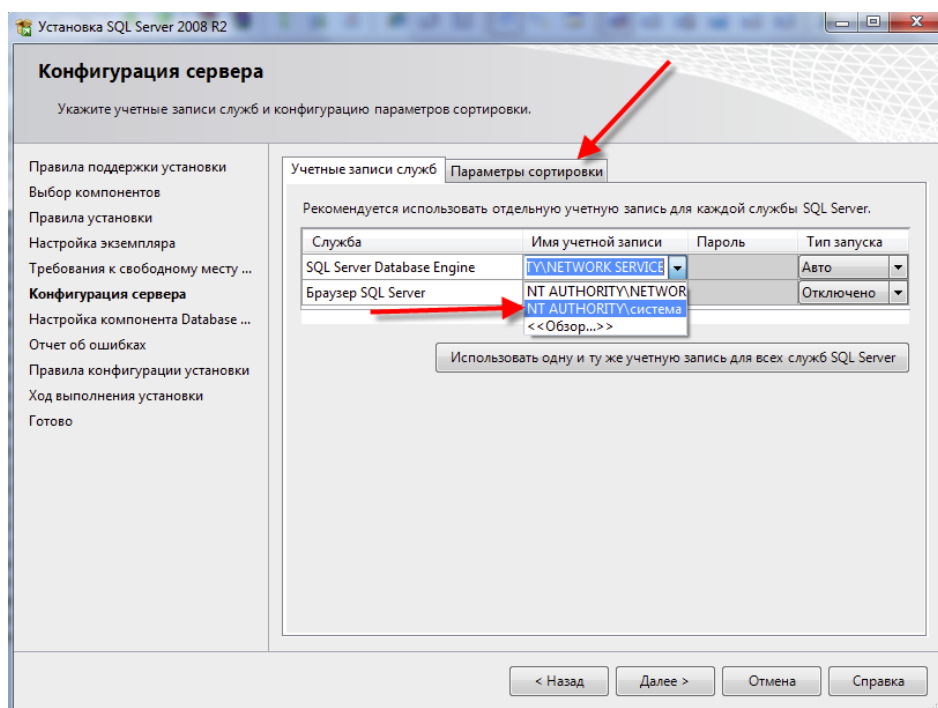 Установка SQL Server 2008 R2
Конфигурация сервера
Укажите учетные записи служб и конфигурацию параметров сортировки.
Правила поддержки установки
Выбор компонентов
Правила установки
Настройка экземпляра
Требования к свободному месту ...
Конфигурация сервера
Настройка компонента Database ...
Отчет об ошибках
Правила конфигурации установки
Ход выполнения установки
Готово
Учетные записи служб Параметры сортировки
Рекомендуется использовать отдельную учетную запись для каждой службы SQL Server.
Служба Имя учетной записи Пароль Тип запуска
SQL Server Database Engine TY\NETWORK SERVICE Авто
Браузер SQL Server NT AUTHORITY\NETWOR Отключено
NT AUTHORITY\система
<<Обзор...>>
Использовать одну и ту же учетную запись для всех служб SQL Server
< Назад Далее > Отмена Справка